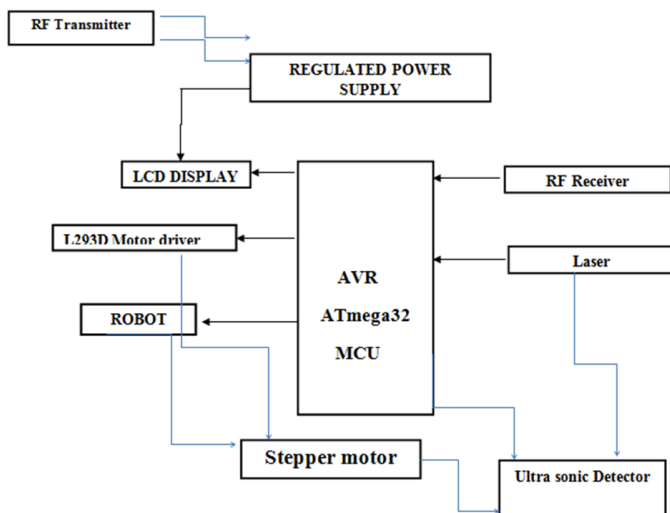 RF Transmitter
REGULATED POWER
SUPPLY
LCD DISPLAY
RF Receiver
L293D Motor driver
Laser
AVR
ATmega32
MCU
ROBOT
Stepper motor
Ultra sonic Detector